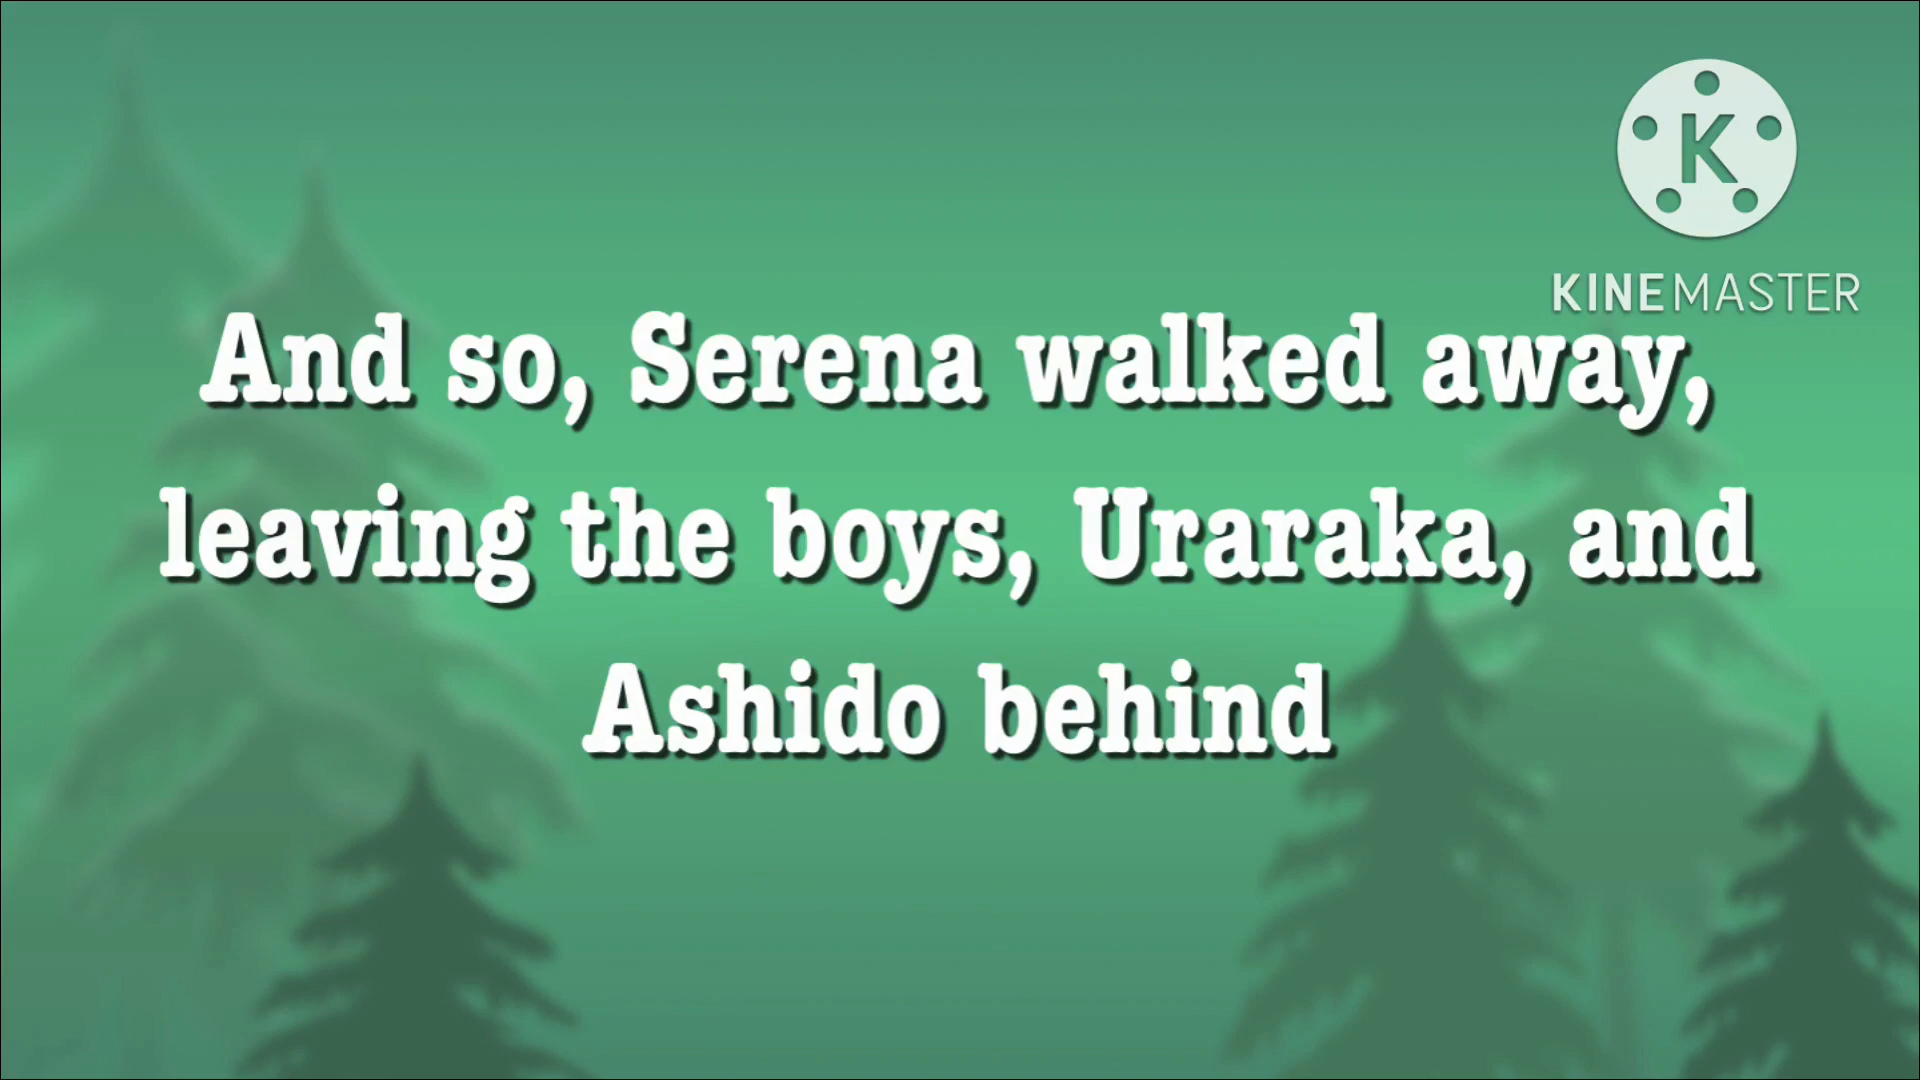 K
KINEMASTER
And so, Serena walked away,
leaving the boys, Uraraka, and
Ashido behind